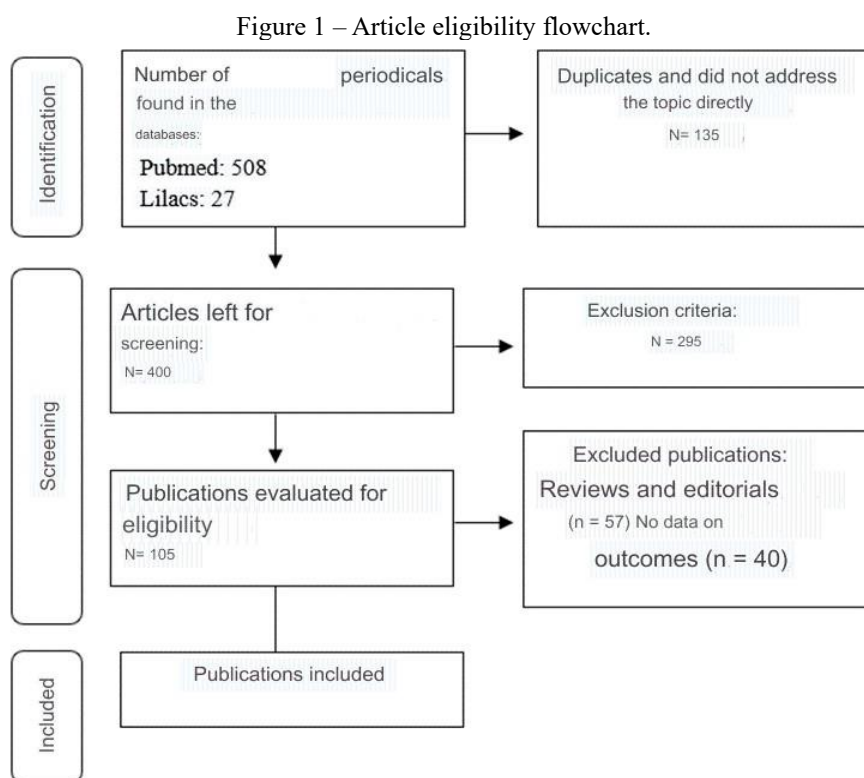 Figure 1 – Article eligibility flowchart.
Identification
Number of periodicals
found in the
databases:
Pubmed: 508
Lilacs: 27
Duplicates and did not address
the topic directly
N= 135
Screening
Articles left for
screening:
N= 400
Exclusion criteria:
N = 295
Publications evaluated for
eligibility
N= 105
Excluded publications:
Reviews and editorials
(n = 57) No data on
outcomes (n = 40)
Included
Publications included